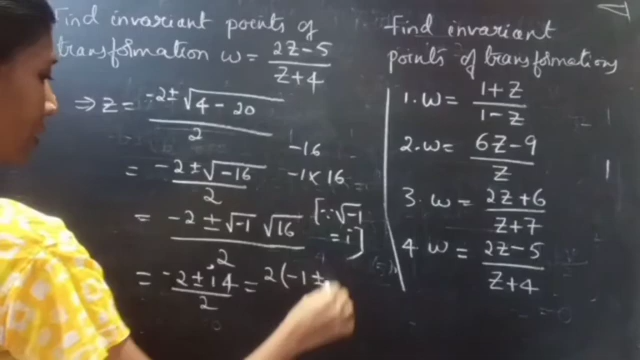 Find invariant points of
transformation w = 2z-5 / z+4
⇒ z = -2 ± √4-20 / 2
= -2 ± √-16 / 2
-16
-1 × 16
= -2 ± √-1 √16 / 2
[∵ √-1
= i]
= -2 ± i4 / 2 = 2(-1 ±
Find invariant
points of transformations
1. w = 1+z / 1-z
2. w = 6z-9 / z
3. w = 2z+6 / z+7
4. w = 2z-5 / z+4